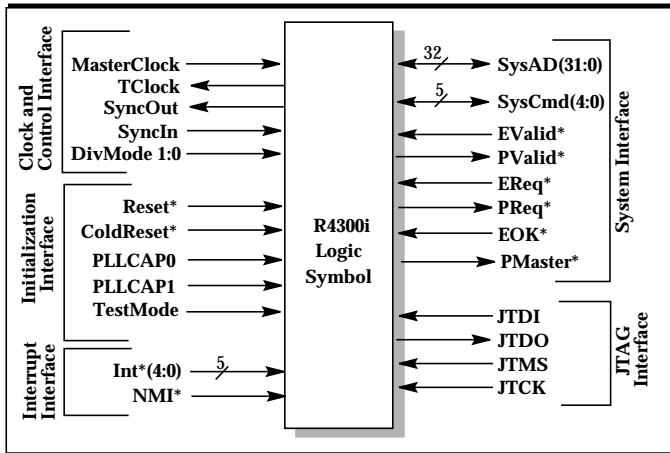 Clock and
Control Interface
MasterClock
TClock
SyncOut
SyncIn
DivMode 1:0
Initialization
Interface
Reset*
ColdReset*
PLLCAP0
PLLCAP1
TestMode
Interrupt
Interface
Int*(4:0)
5
NMI*
R4300i
Logic
Symbol
32
SysAD(31:0)
5
SysCmd(4:0)
EValid*
PValid*
EReq*
PReq*
EOK*
PMaster*
System Interface
JTDI
JTDO
JTMS
JTCK
JTAG
Interface